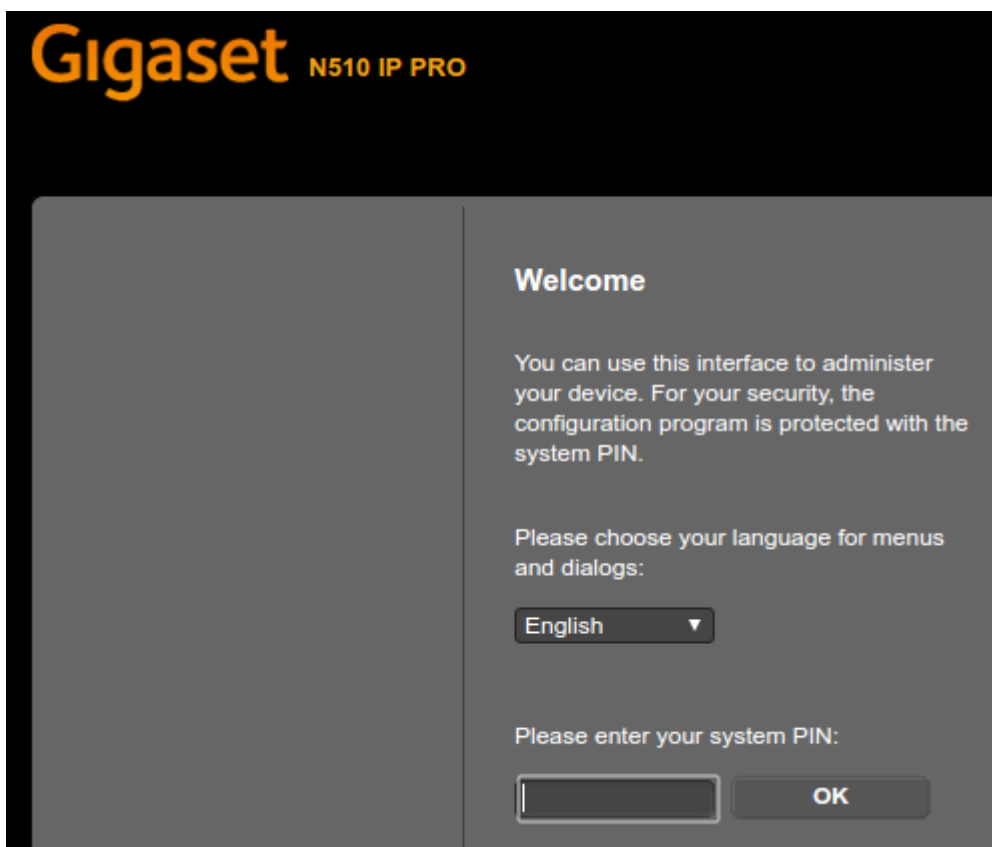 Gigaset N510 IP PRO
Welcome
You can use this interface to administer
your device. For your security, the
configuration program is protected with the
system PIN.
Please choose your language for menus
and dialogs:
English
Please enter your system PIN:
OK